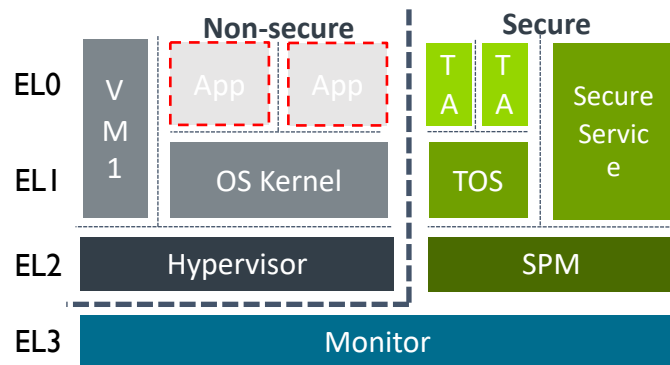 Non-secure
Secure
EL0
V
M
1
App
App
T
A
T
A
Secure
Servic
e
EL1
OS Kernel
TOS
EL2
Hypervisor
SPM
EL3
Monitor